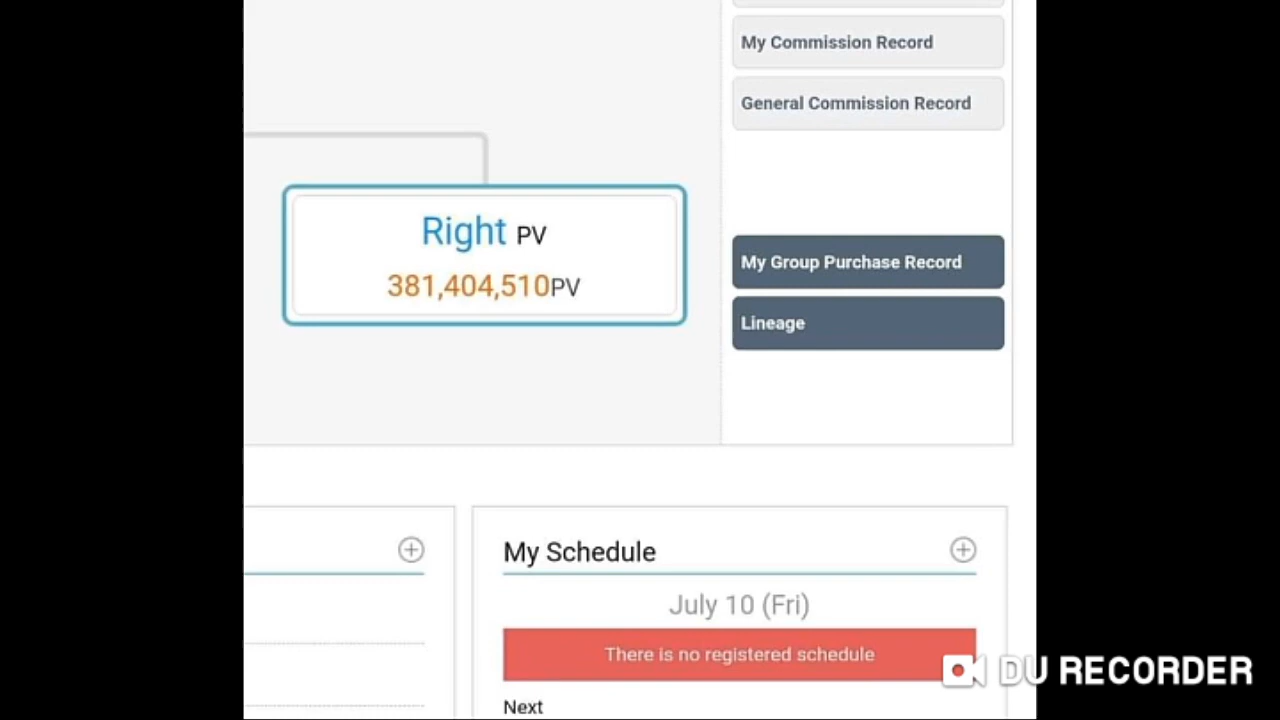 My Commission Record
General Commission Record
Right PV
381,404,510PV
My Group Purchase Record
Lineage
My Schedule
July 10 (Fri)
There is no registered schedule
DU RECORDER
Next